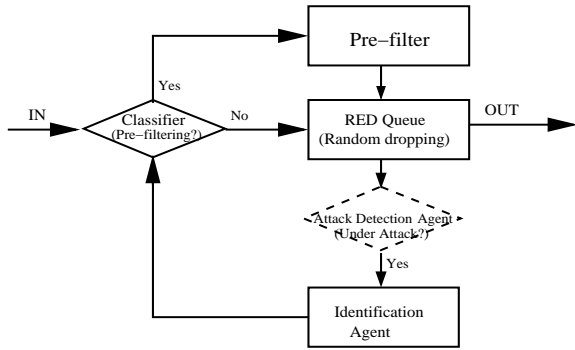 Pre−filter
Yes
IN
Classifier
(Pre−filtering?)
No
RED Queue
(Random dropping)
OUT
Attack Detection Agent
(Under Attack?)
Yes
Identification
Agent